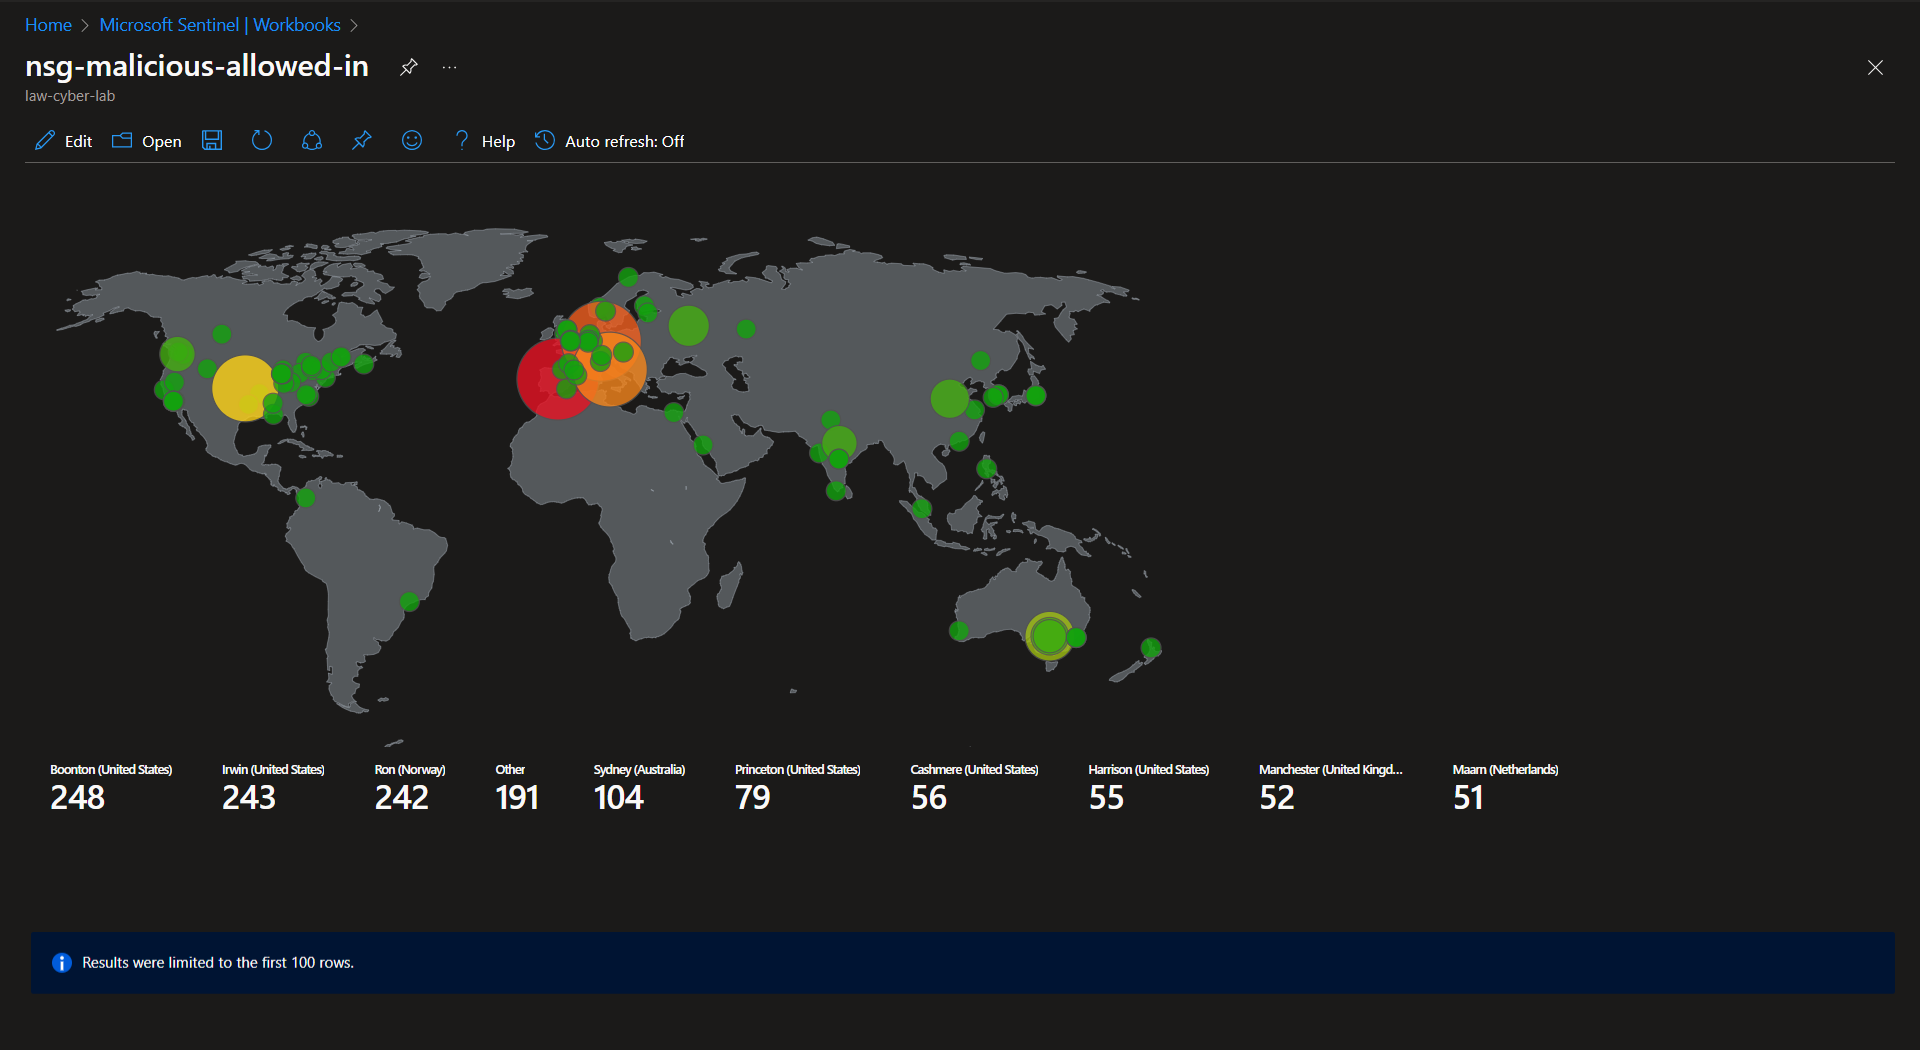 Home > Microsoft Sentinel | Workbooks >
nsg-malicious-allowed-in
...
law-cyber-lab
Edit Open Help Auto refresh: Off
Boonton (United States) Irwin (United States) Ron (Norway) Other Sydney (Australia) Princeton (United States) Cashmere (United States) Harrison (United States) Manchester (United Kingd... Maarn (Netherlands)
248 243 242 191 104 79 56 55 52 51
Results were limited to the first 100 rows.